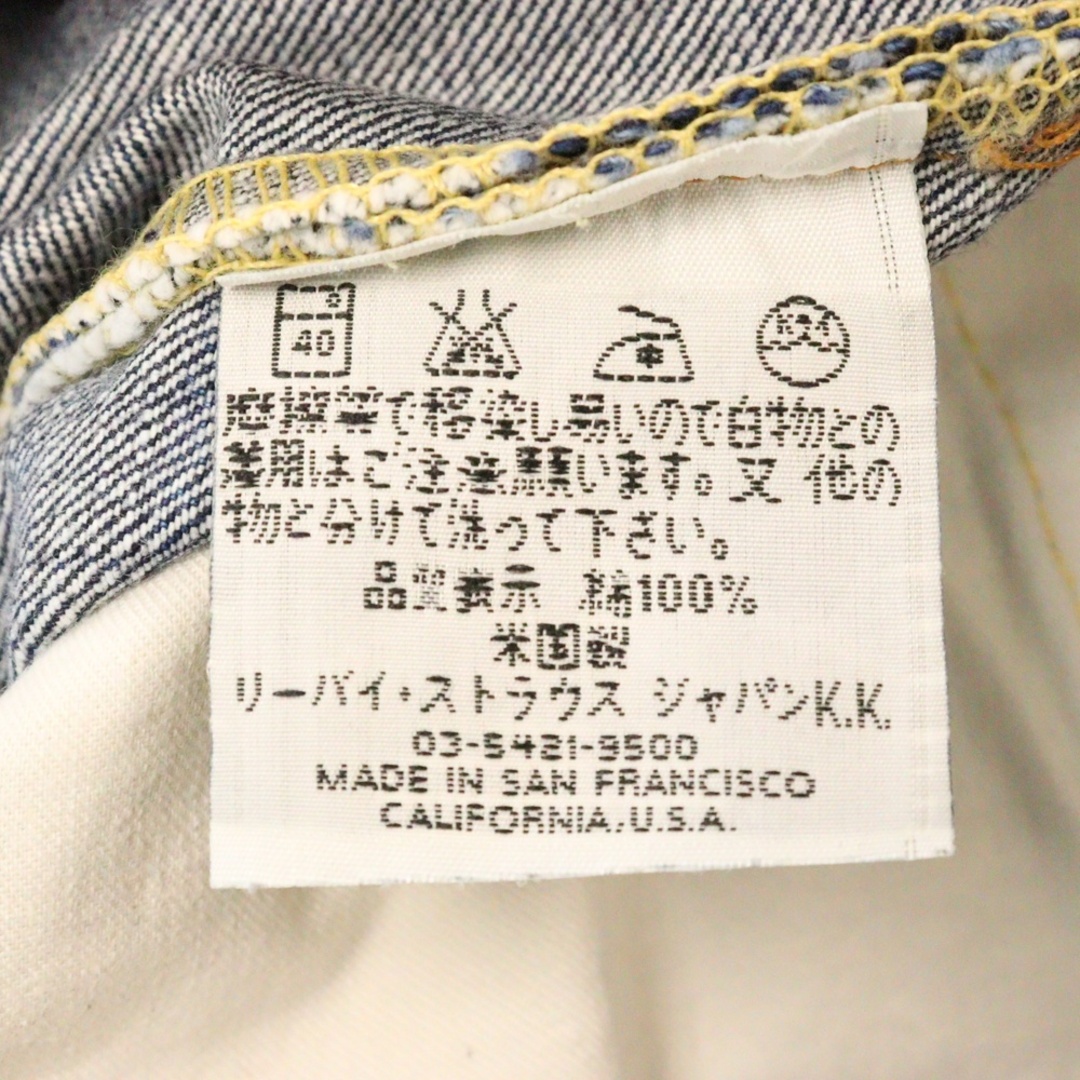 40
摩擦等で移染し易いので白物との
着用はご注意願います。又 他の
物と分けて洗って下さい。
品質表示 綿100%
米国製
リーバイ・ストラウス ジャパンK.K.
03-5421-9500
MADE IN SAN FRANCISCO
CALIFORNIA.U.S.A.